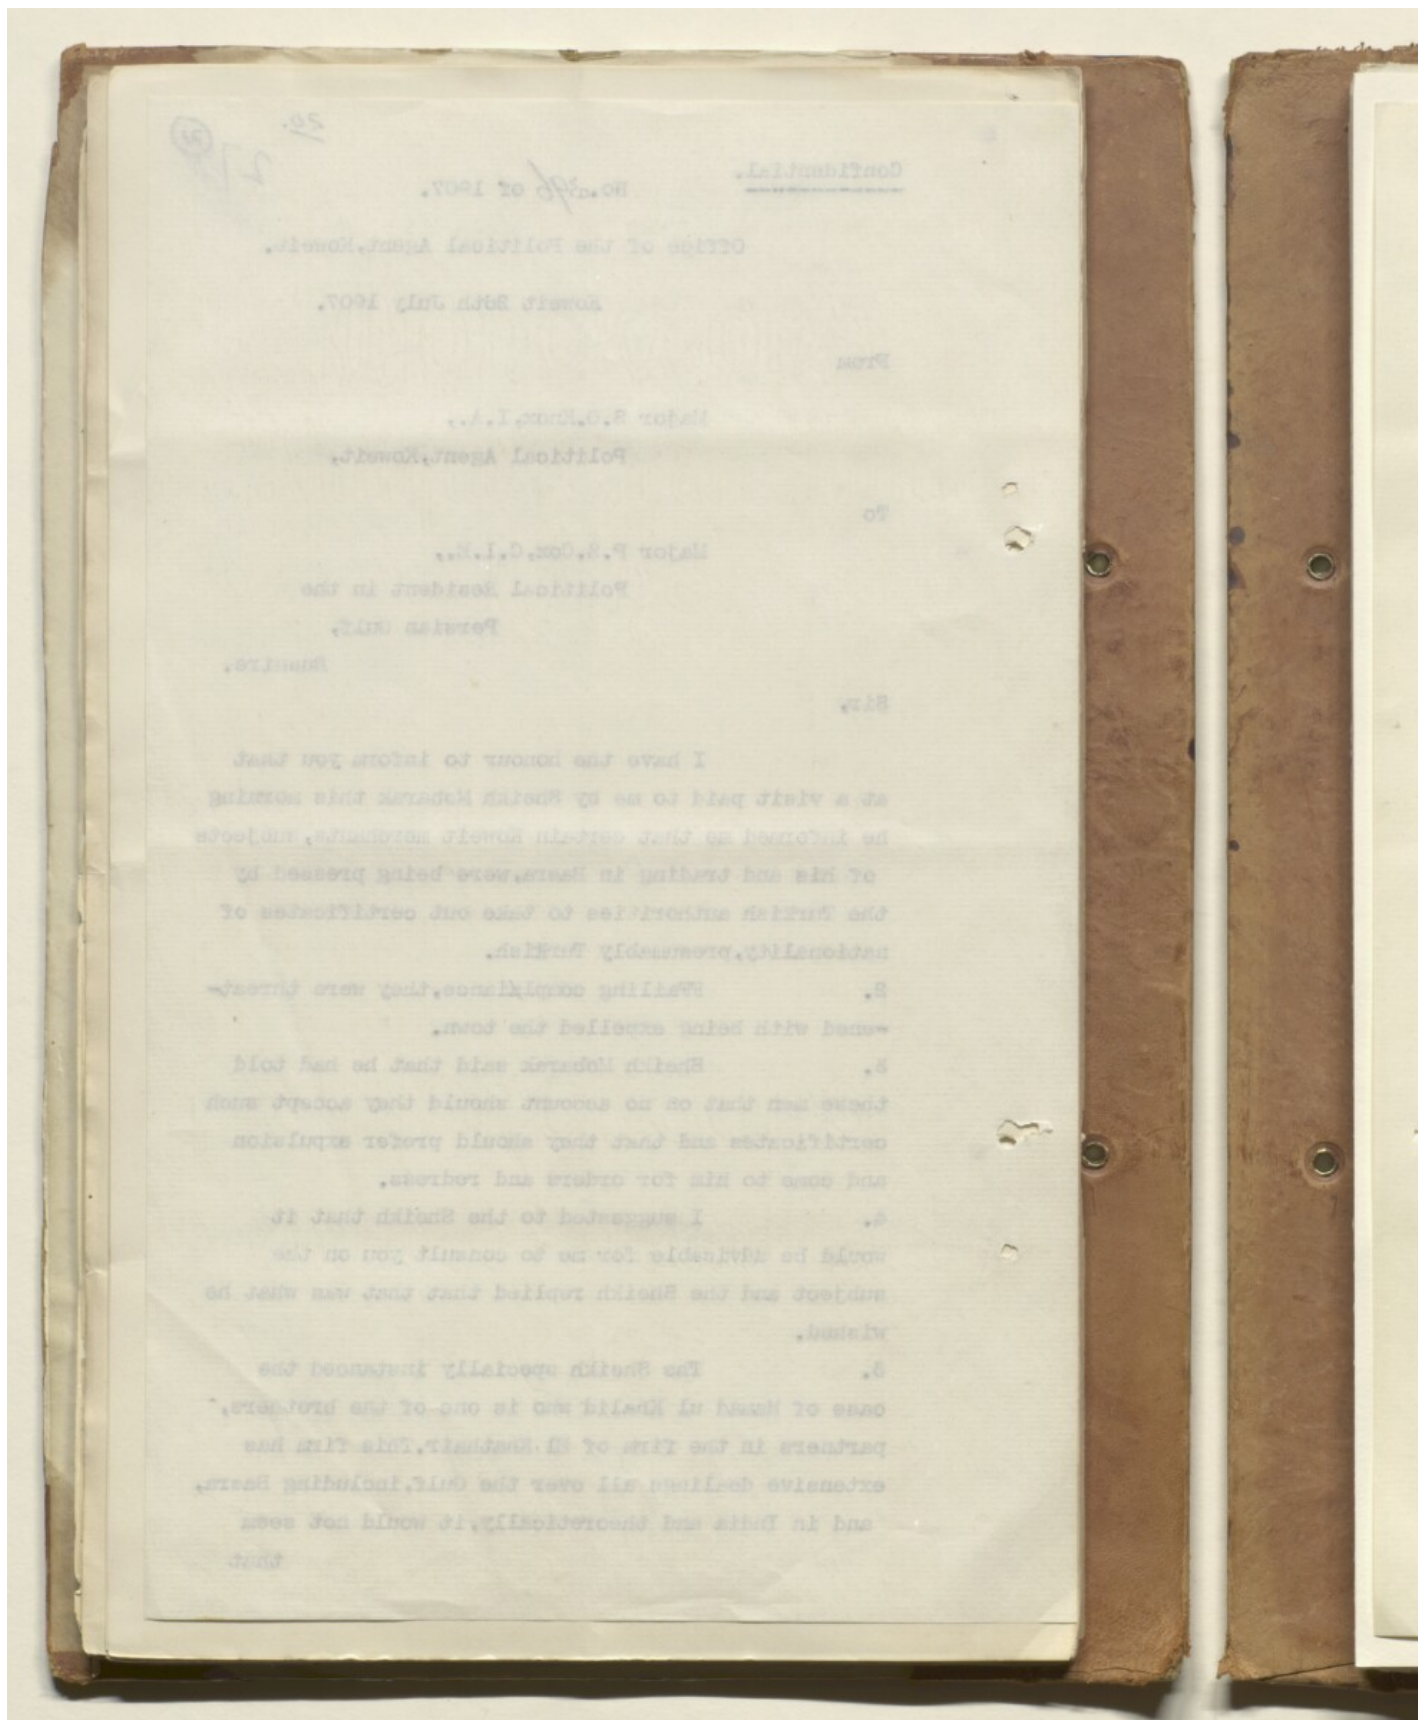 20.
27
Confidential.
No.396 of 1907.
Office of the Political Agent,Koweit.
Koweit 26th July 1907.
From
Major S.G.Knox,I.A.,
Political Agent,Koweit,
To
Major P.Z.Cox,C.I.E.,
Political Resident in the
Persian Gulf,
Bushire.
Sir,
I have the honour to inform you that
at a visit paid to me by Sheikh Mobarak this morning
he informed me that certain Koweit merchants,subjects
of his and trading in Basra,were being pressed by
the Turkish authorities to take out certificates of
nationality,presumably Turkish.
2. Failing compliance,they were threat-
-ened with being expelled the town.
3. Sheikh Mobarak said that he had told
these men that on no account should they accept such
certificates and that they should prefer expulsion
and come to him for orders and redress.
4. I suggested to the Sheikh that it
would be advisable for me to consult you on the
subject and the Sheikh replied that that was what he
wished.
5. The Sheikh specially instanced the
case of Hamad ul Khalid who is one of the brothers,
partners in the firm of El Khuthair.This firm has
extensive dealings all over the Gulf,including Basra,
and in India and theoretically,it would not seem
that